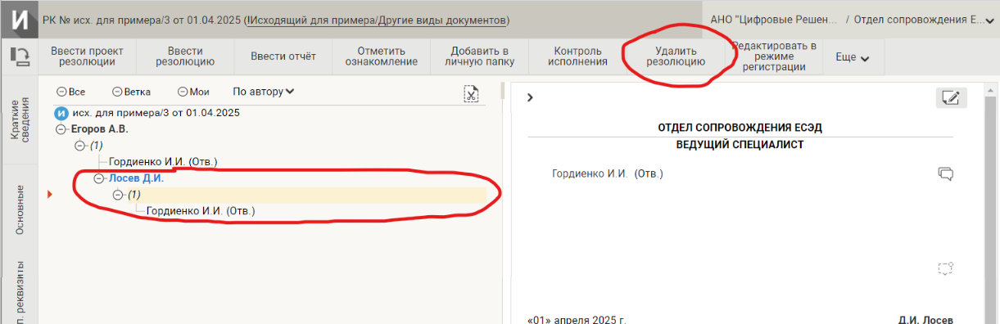 И
РК № исх. для примера/3 от 01.04.2025 (!Исходящий для примера/Другие виды документов)
АНО "Цифровые Решен... / Отдел сопровождения Е...
Ввести проект резолюции
Ввести резолюцию
Ввести отчёт
Отметить ознакомление
Добавить в личную папку
Контроль исполнения
Удалить резолюцию
Редактировать в режиме регистрации
Еще
Краткие сведения
Основные
п. реквизиты
Все
Ветка
Мои
По автору
И исх. для примера/3 от 01.04.2025
Егоров А.В.
(1)
Гордиенко И.И. (Отв.)
Лосев Д.И.
(1)
Гордиенко И.И. (Отв.)
ОТДЕЛ СОПРОВОЖДЕНИЯ ЕСЭД
ВЕДУЩИЙ СПЕЦИАЛИСТ
Гордиенко И.И. (Отв.)
«01» апреля 2025 г.
Д.И. Лосев